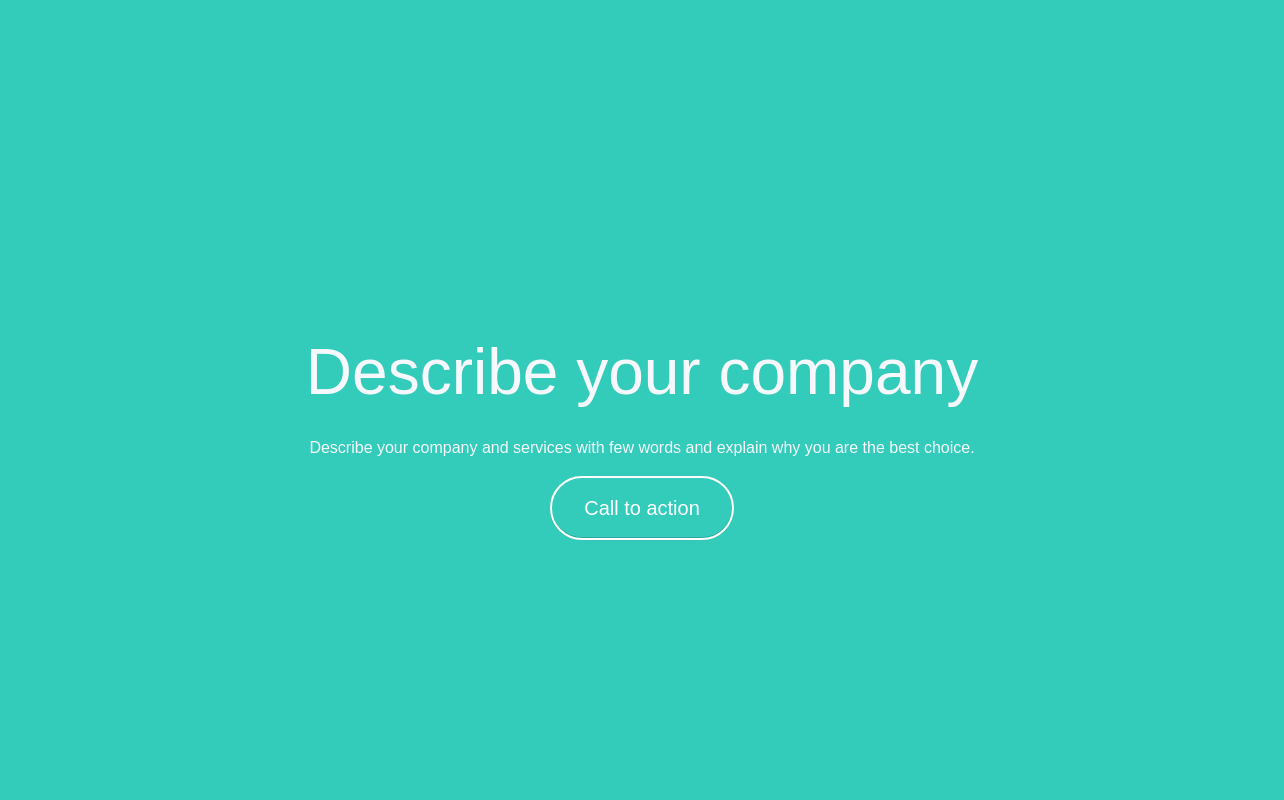 Describe your company
Describe your company and services with few words and explain why you are the best choice.
Call to action